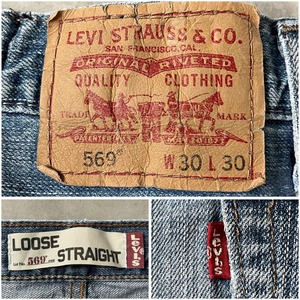 LEVI STRAUSS & CO.
SAN FRANCISCO, CAL.
ORIGINAL RIVETED
QUALITY CLOTHING
TRADE MARK
569
W 30 L 30
LOOSE
569
STRAIGHT
Levi's
Levi's